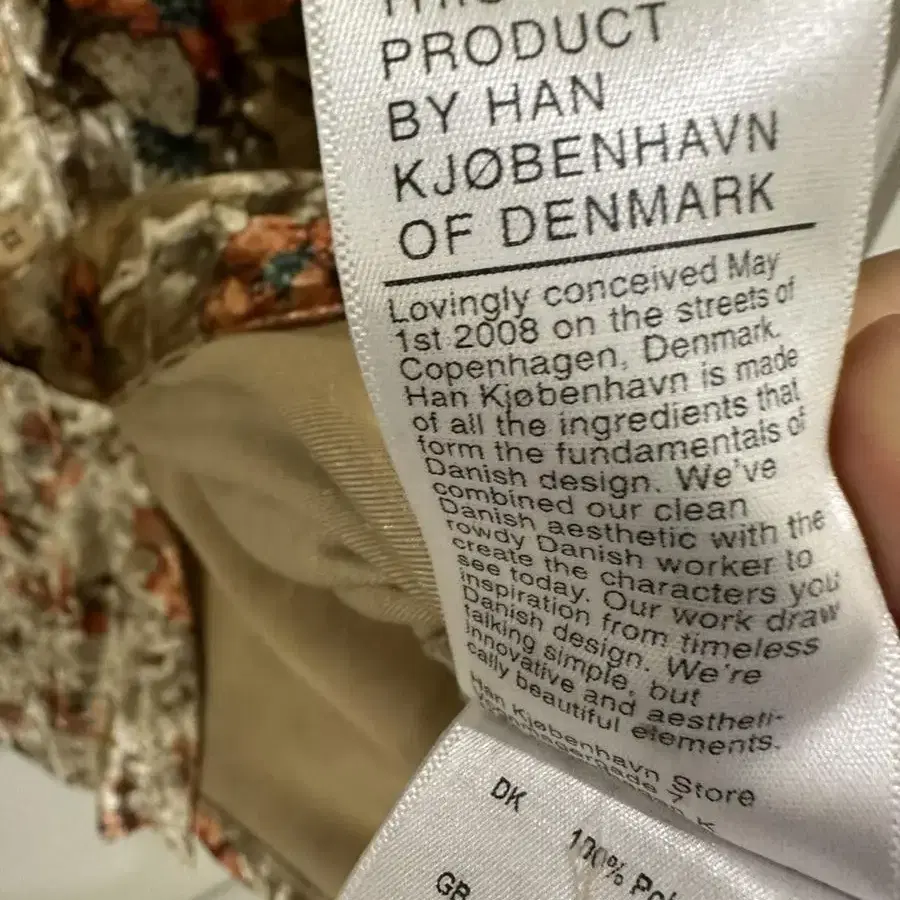 PRODUCT
BY HAN
KJØBENHAVN
OF DENMARK
Lovingly conceived May
1st 2008 on the streets of
Copenhagen, Denmark.
Han Kjøbenhavn is made
of all the ingredients that
form the fundamentals of
Danish design. We've
combined our clean
Danish aesthetic with the
rowdy Danish worker to
create the characters you
see today. Our work draw
inspiration from timeless
Danish design. We're
talking simple, but
innovative and aestheti-
cally beautiful elements.
Han Kjøbenhavn Store
7
K
DK
100%
GB